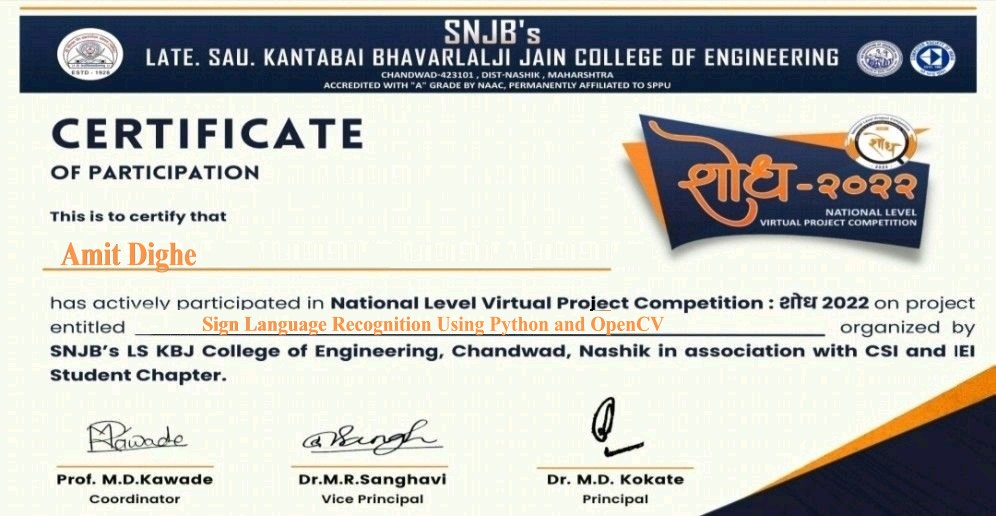 SNJB's
LATE. SAU. KANTABAI BHAVARLALJI JAIN COLLEGE OF ENGINEERING
CHANDWAD-423101 , DIST-NASHIK , MAHARSHTRA
ACCREDITED WITH "A" GRADE BY NAAC, PERMANENTLY AFFILIATED TO SPPU
ESTD - 1928
CERTIFICATE
OF PARTICIPATION
शोध-२०२२
NATIONAL LEVEL
VIRTUAL PROJECT COMPETITION
शोध
2022
This is to certify that
Amit Dighe
has actively participated in National Level Virtual Project Competition : शोध 2022 on project
entitled Sign Language Recognition Using Python and OpenCV organized by
SNJB's LS KBJ College of Engineering, Chandwad, Nashik in association with CSI and IEI
Student Chapter.
Prof. M.D.Kawade
Coordinator
Dr.M.R.Sanghavi
Vice Principal
Dr. M.D. Kokate
Principal